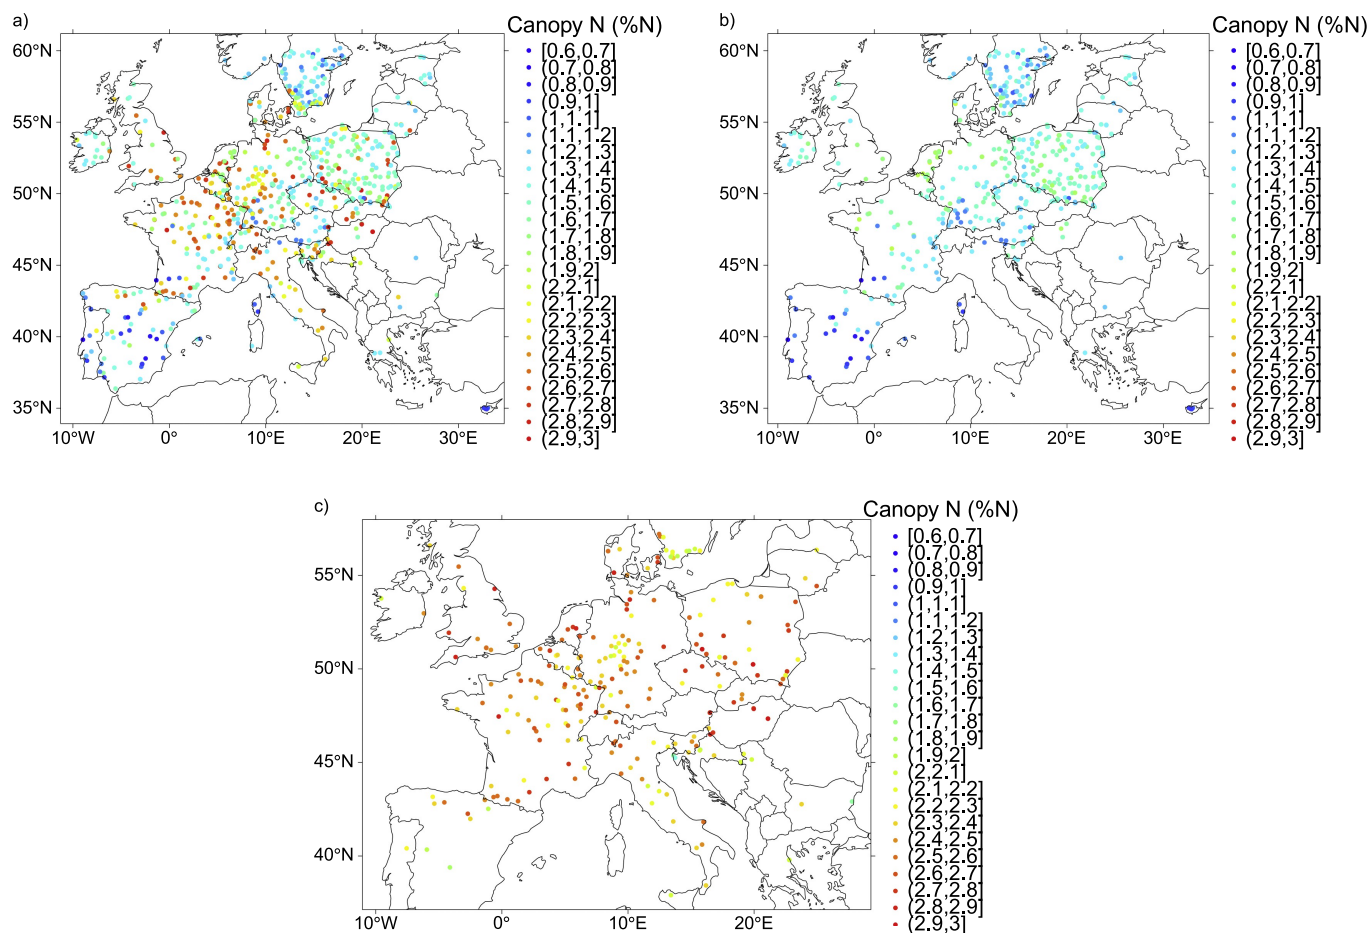 a)
Canopy N (%N)
60°N
55°N
50°N
45°N
40°N
35°N
10°W
0°
10°E
20°E
30°E
[0.6,0.7]
(0.7,0.8]
(0.8,0.9]
(0.9,1]
(1,1.1]
(1.1,1.2]
(1.2,1.3]
(1.3,1.4]
(1.4,1.5]
(1.5,1.6]
(1.6,1.7]
(1.7,1.8]
(1.8,1.9]
(1.9,2]
(2,2.1]
(2.1,2.2]
(2.2,2.3]
(2.3,2.4]
(2.4,2.5]
(2.5,2.6]
(2.6,2.7]
(2.7,2.8]
(2.8,2.9]
(2.9,3]
b)
Canopy N (%N)
60°N
55°N
50°N
45°N
40°N
35°N
10°W
0°
10°E
20°E
30°E
[0.6,0.7]
(0.7,0.8]
(0.8,0.9]
(0.9,1]
(1,1.1]
(1.1,1.2]
(1.2,1.3]
(1.3,1.4]
(1.4,1.5]
(1.5,1.6]
(1.6,1.7]
(1.7,1.8]
(1.8,1.9]
(1.9,2]
(2,2.1]
(2.1,2.2]
(2.2,2.3]
(2.3,2.4]
(2.4,2.5]
(2.5,2.6]
(2.6,2.7]
(2.7,2.8]
(2.8,2.9]
(2.9,3]
c)
Canopy N (%N)
55°N
50°N
45°N
40°N
10°W
0°
10°E
20°E
[0.6,0.7]
(0.7,0.8]
(0.8,0.9]
(0.9,1]
(1,1.1]
(1.1,1.2]
(1.2,1.3]
(1.3,1.4]
(1.4,1.5]
(1.5,1.6]
(1.6,1.7]
(1.7,1.8]
(1.8,1.9]
(1.9,2]
(2,2.1]
(2.1,2.2]
(2.2,2.3]
(2.3,2.4]
(2.4,2.5]
(2.5,2.6]
(2.6,2.7]
(2.7,2.8]
(2.8,2.9]
(2.9,3]